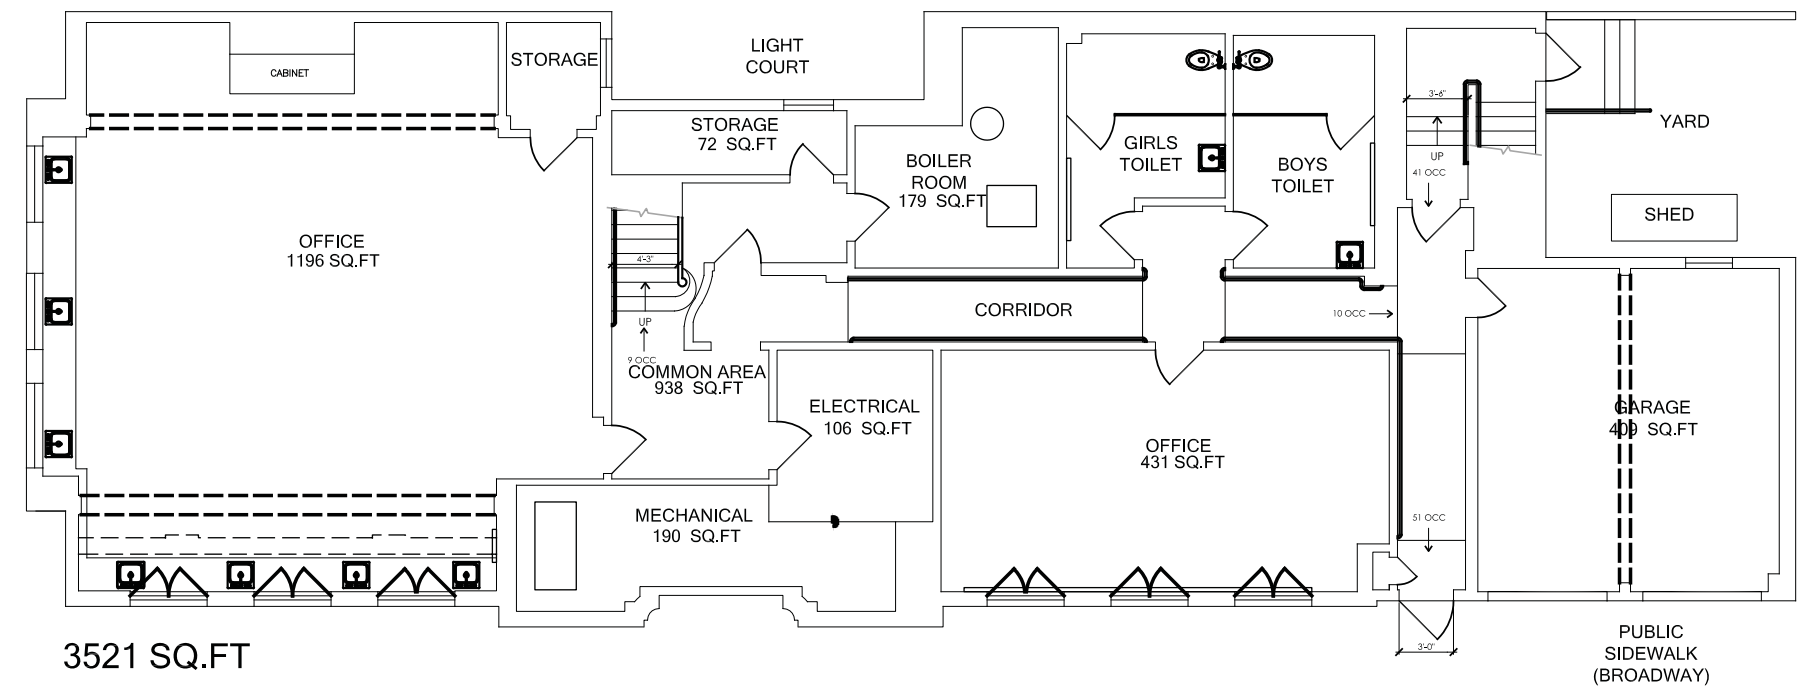 CABINET
STORAGE
LIGHT
COURT
STORAGE
72 SQ.FT
BOILER
ROOM
179 SQ.FT
GIRLS
TOILET
BOYS
TOILET
3'-6"
UP
41 OCC
YARD
SHED
OFFICE
1196 SQ.FT
4'-3"
UP
9 OCC
COMMON AREA
938 SQ.FT
CORRIDOR
10 OCC
ELECTRICAL
106 SQ.FT
OFFICE
431 SQ.FT
GARAGE
409 SQ.FT
MECHANICAL
190 SQ.FT
51 OCC
3'-0"
3521 SQ.FT
PUBLIC
SIDEWALK
(BROADWAY)